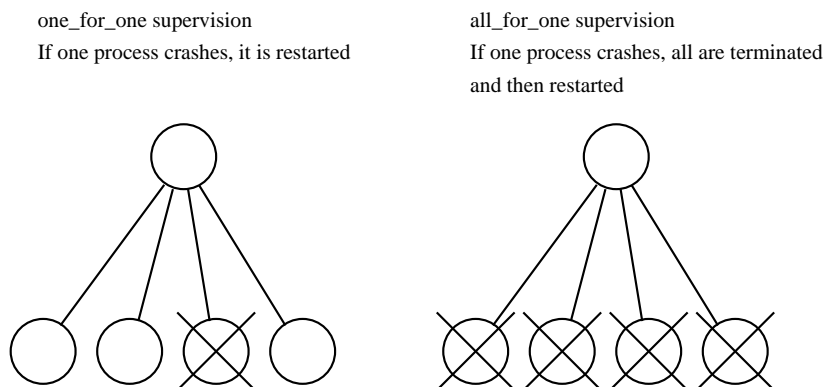 one_for_one supervision
If one process crashes, it is restarted
all_for_one supervision
If one process crashes, all are terminated
and then restarted